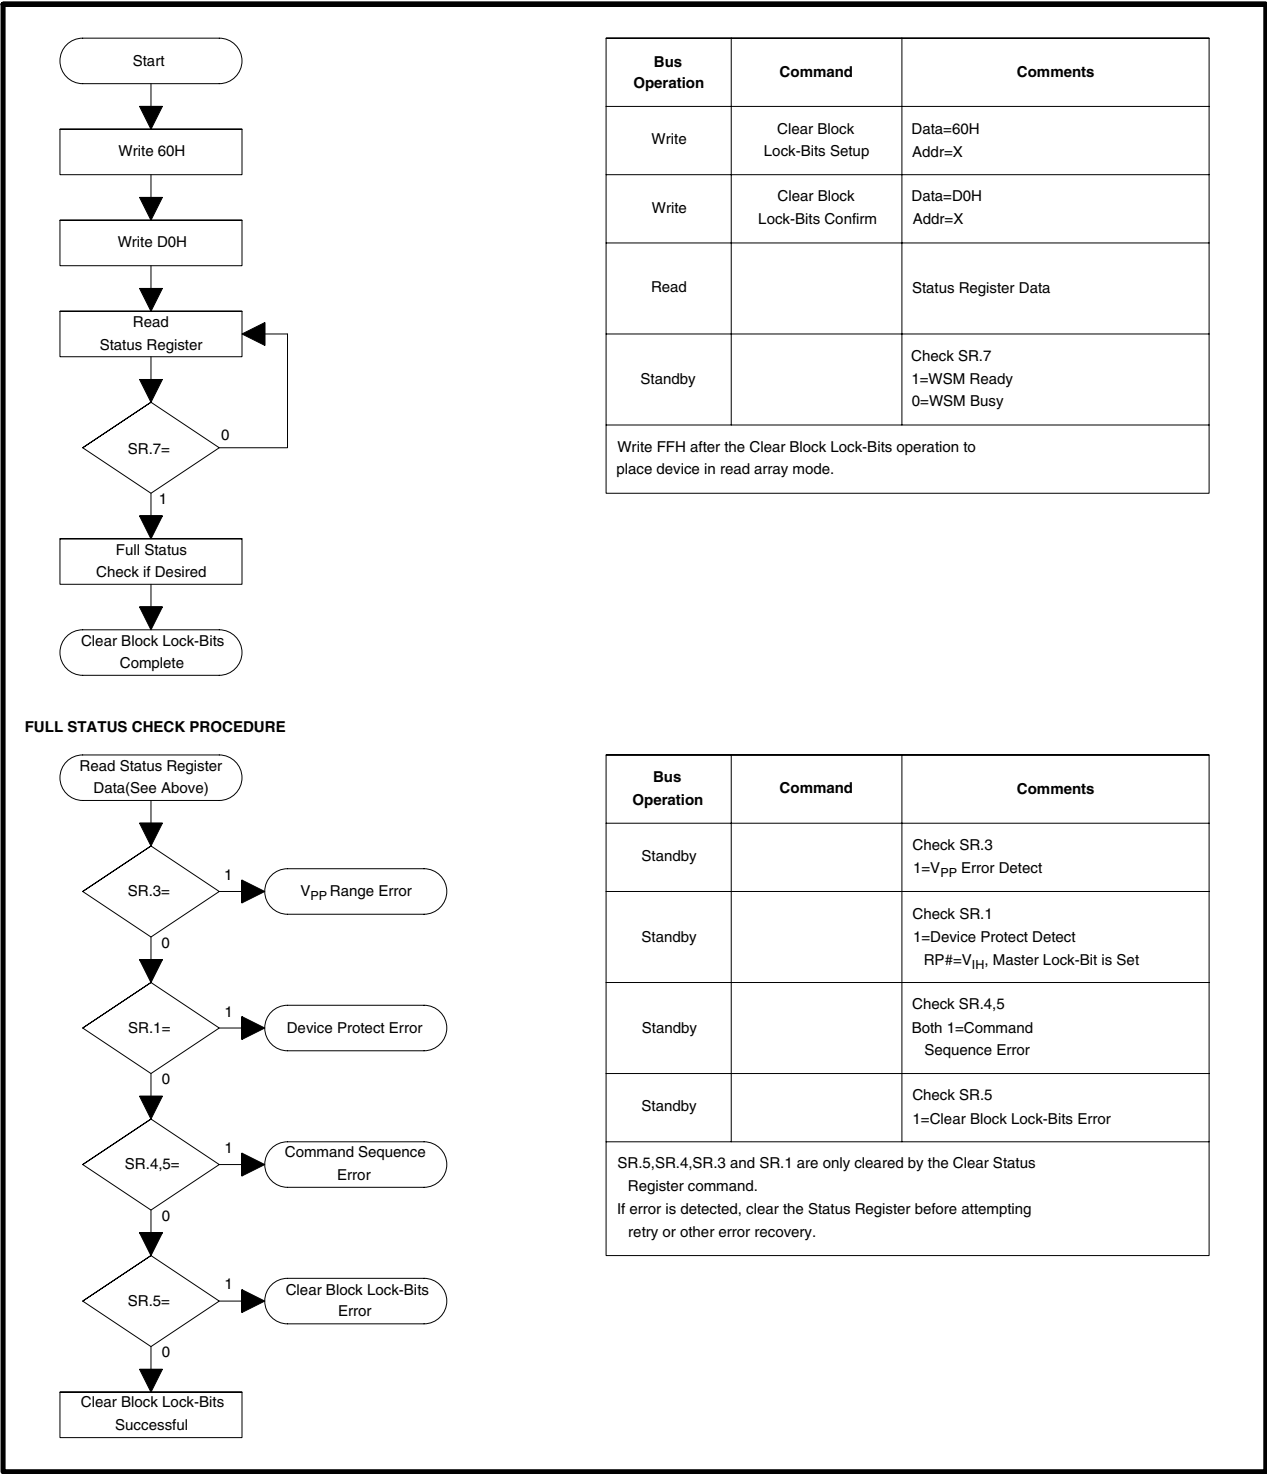 Start
Write 60H
Write D0H
Read
Status Register
SR.7=
0
1
Full Status
Check if Desired
Clear Block Lock-Bits
Complete
Bus
Operation
Command
Comments
Write
Clear Block
Lock-Bits Setup
Data=60H
Addr=X
Write
Clear Block
Lock-Bits Confirm
Data=D0H
Addr=X
Read
Status Register Data
Standby
Check SR.7
1=WSM Ready
0=WSM Busy
Write FFH after the Clear Block Lock-Bits operation to
place device in read array mode.
FULL STATUS CHECK PROCEDURE
Read Status Register
Data(See Above)
SR.3=
1
VPP Range Error
0
SR.1=
1
Device Protect Error
0
SR.4,5=
1
Command Sequence
Error
0
SR.5=
1
Clear Block Lock-Bits
Error
0
Clear Block Lock-Bits
Successful
Bus
Operation
Command
Comments
Standby
Check SR.3
1=VPP Error Detect
Standby
Check SR.1
1=Device Protect Detect
RP#=VIH, Master Lock-Bit is Set
Standby
Check SR.4,5
Both 1=Command
Sequence Error
Standby
Check SR.5
1=Clear Block Lock-Bits Error
SR.5,SR.4,SR.3 and SR.1 are only cleared by the Clear Status
Register command.
If error is detected, clear the Status Register before attempting
retry or other error recovery.